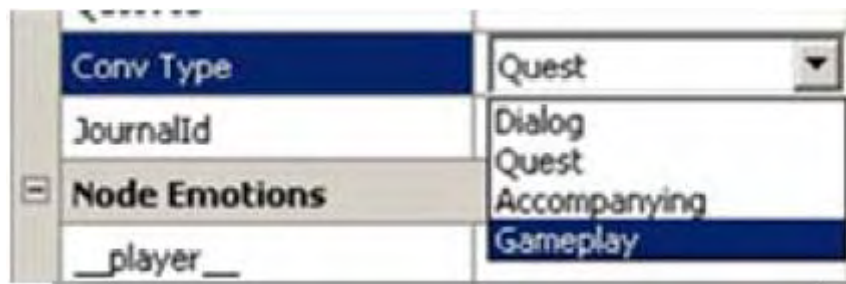 Conv Type
Quest
JournalId
Dialog
Quest
Accompanying
Gameplay
Node Emotions
__player__